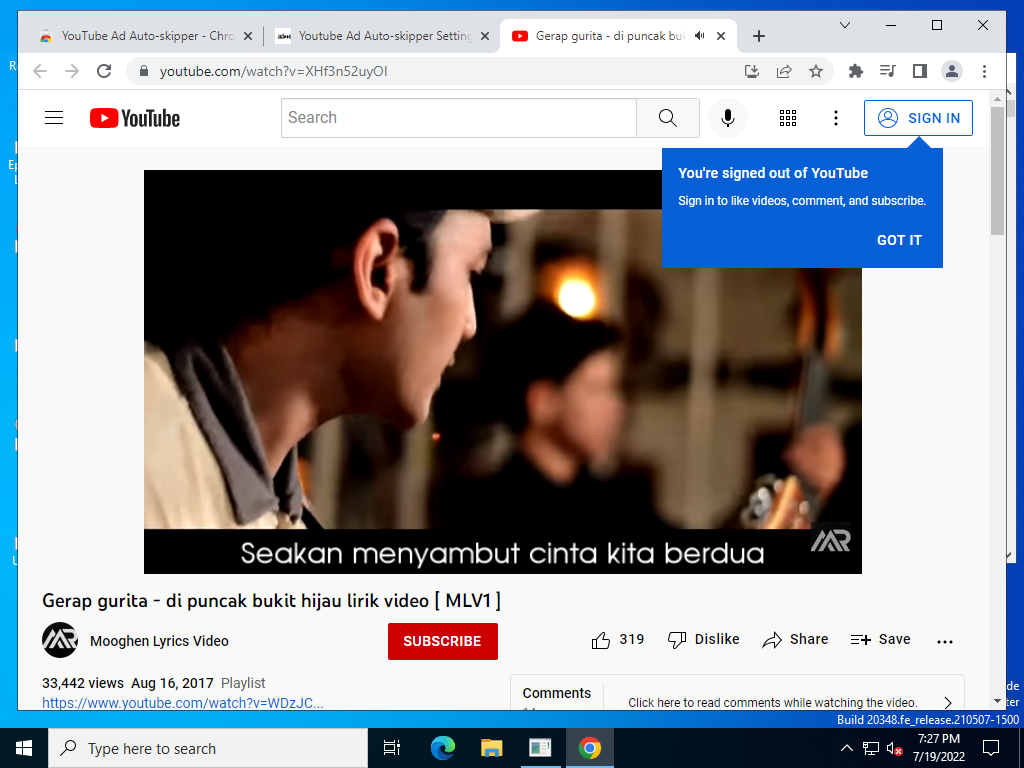 YouTube Ad Auto-skipper - Chro
Youtube Ad Auto-skipper Setting
Gerap gurita - di puncak buk
youtube.com/watch?v=XHf3n52uyOI
YouTube
Search
SIGN IN
You're signed out of YouTube
Sign in to like videos, comment, and subscribe.
GOT IT
Seakan menyambut cinta kita berdua
Gerap gurita - di puncak bukit hijau lirik video [ MLV1 ]
Mooghen Lyrics Video
SUBSCRIBE
319
Dislike
Share
Save
33,442 views Aug 16, 2017 Playlist
https://www.youtube.com/watch?v=WDzJC...
Comments
Click here to read comments while watching the video.
Build 20348.fe_release.210507-1500
Type here to search
7:27 PM
7/19/2022